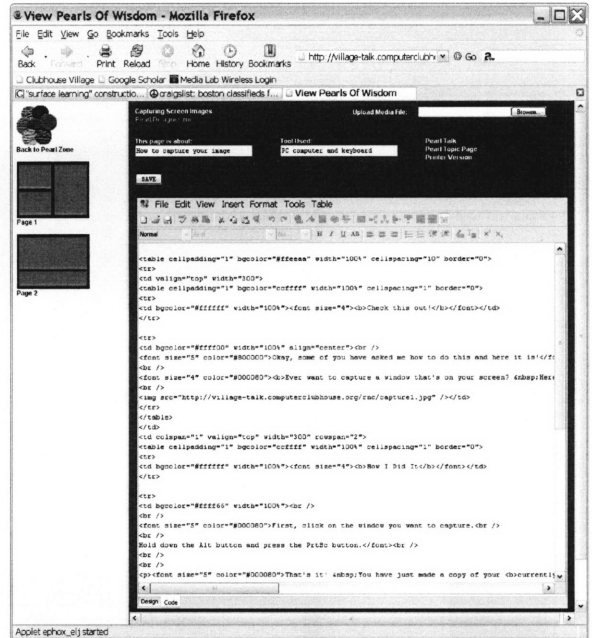 View Pearls Of Wisdom - Mozilla Firefox
File Edit View Go Bookmarks Tools Help
Back Print Reload Home History Bookmarks http://village-talk.computerclubh Go
Clubhouse Village Google Scholar Media Lab Wireless Login
"surface learning" constructio... craigslist: boston classifieds f... View Pearls Of Wisdom
Back to Pearl Zone
Page 1
Page 2
Capturing Screen Images
Upload Media File: Browse...
This page is about: Tool Used: Pearl Talk
How to capture your image PC computer and keyboard Pearl Topic Page
Printer Version
SAVE
File Edit View Insert Format Tools Table
Normal
<table cellpadding="1" bgcolor="#ffeeaa" width="100%" cellspacing="10" border="0">
<tr>
<td valign="top" width="300">
<table cellpadding="1" bgcolor="ccffff" width="100%" cellspacing="1" border="0">
<tr>
<td bgcolor="#ffffff" width="100%"><font size="4"><b>Check this out!</b></font></td>
</tr>
<tr>
<td bgcolor="#ffff00" width="100%" align="center"><br />
<font size="5" color="#800000">Okay, some of you have asked me how to do this and here it is!</fo
<br />
<font size="4" color="#000080"><b>Ever want to capture a window that's on your screen? &nbsp;Here
<br />
<img src="http://village-talk.computerclubhouse.org/rnc/capture1.jpg" /></td>
</tr>
</table>
</td>
<td colspan="1" valign="top" width="300" rowspan="2">
<table cellpadding="1" bgcolor="ccffff" width="100%" cellspacing="1" border="0">
<tr>
<td bgcolor="#ffffff" width="100%"><font size="4"><b>How I Did It</b></font></td>
</tr>
<tr>
<td bgcolor="#ffff66" width="100%"><br />
<br />
<font size="5" color="#000080">First, click on the window you want to capture.<br />
<br />
Hold down the Alt button and press the PrtSc button.</font><br />
<br />
<br />
<p><font size="5" color="#000080">That's it! &nbsp;You have just made a copy of your <b>currentl
Design Code
Applet ephox_elj started